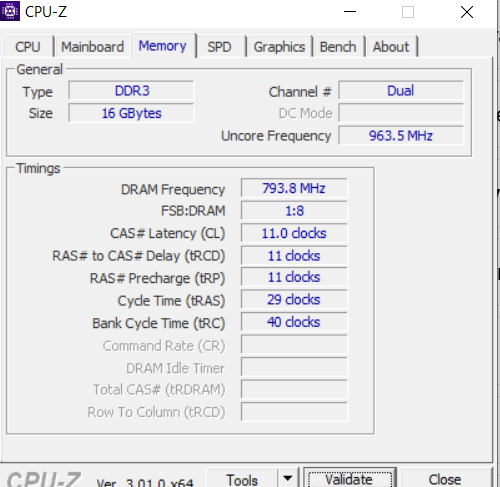 CPU-Z
CPU Mainboard Memory SPD Graphics Bench About
General
Type DDR3 Channel # Dual
Size 16 GBytes DC Mode
Uncore Frequency 963.5 MHz
Timings
DRAM Frequency 793.8 MHz
FSB:DRAM 1:8
CAS# Latency (CL) 11.0 clocks
RAS# to CAS# Delay (tRCD) 11 clocks
RAS# Precharge (tRP) 11 clocks
Cycle Time (tRAS) 29 clocks
Bank Cycle Time (tRC) 40 clocks
Command Rate (CR)
DRAM Idle Timer
Total CAS# (tRDRAM)
Row To Column (tRCD)
CPU-Z Ver. 3.01.0.x64 Tools Validate Close